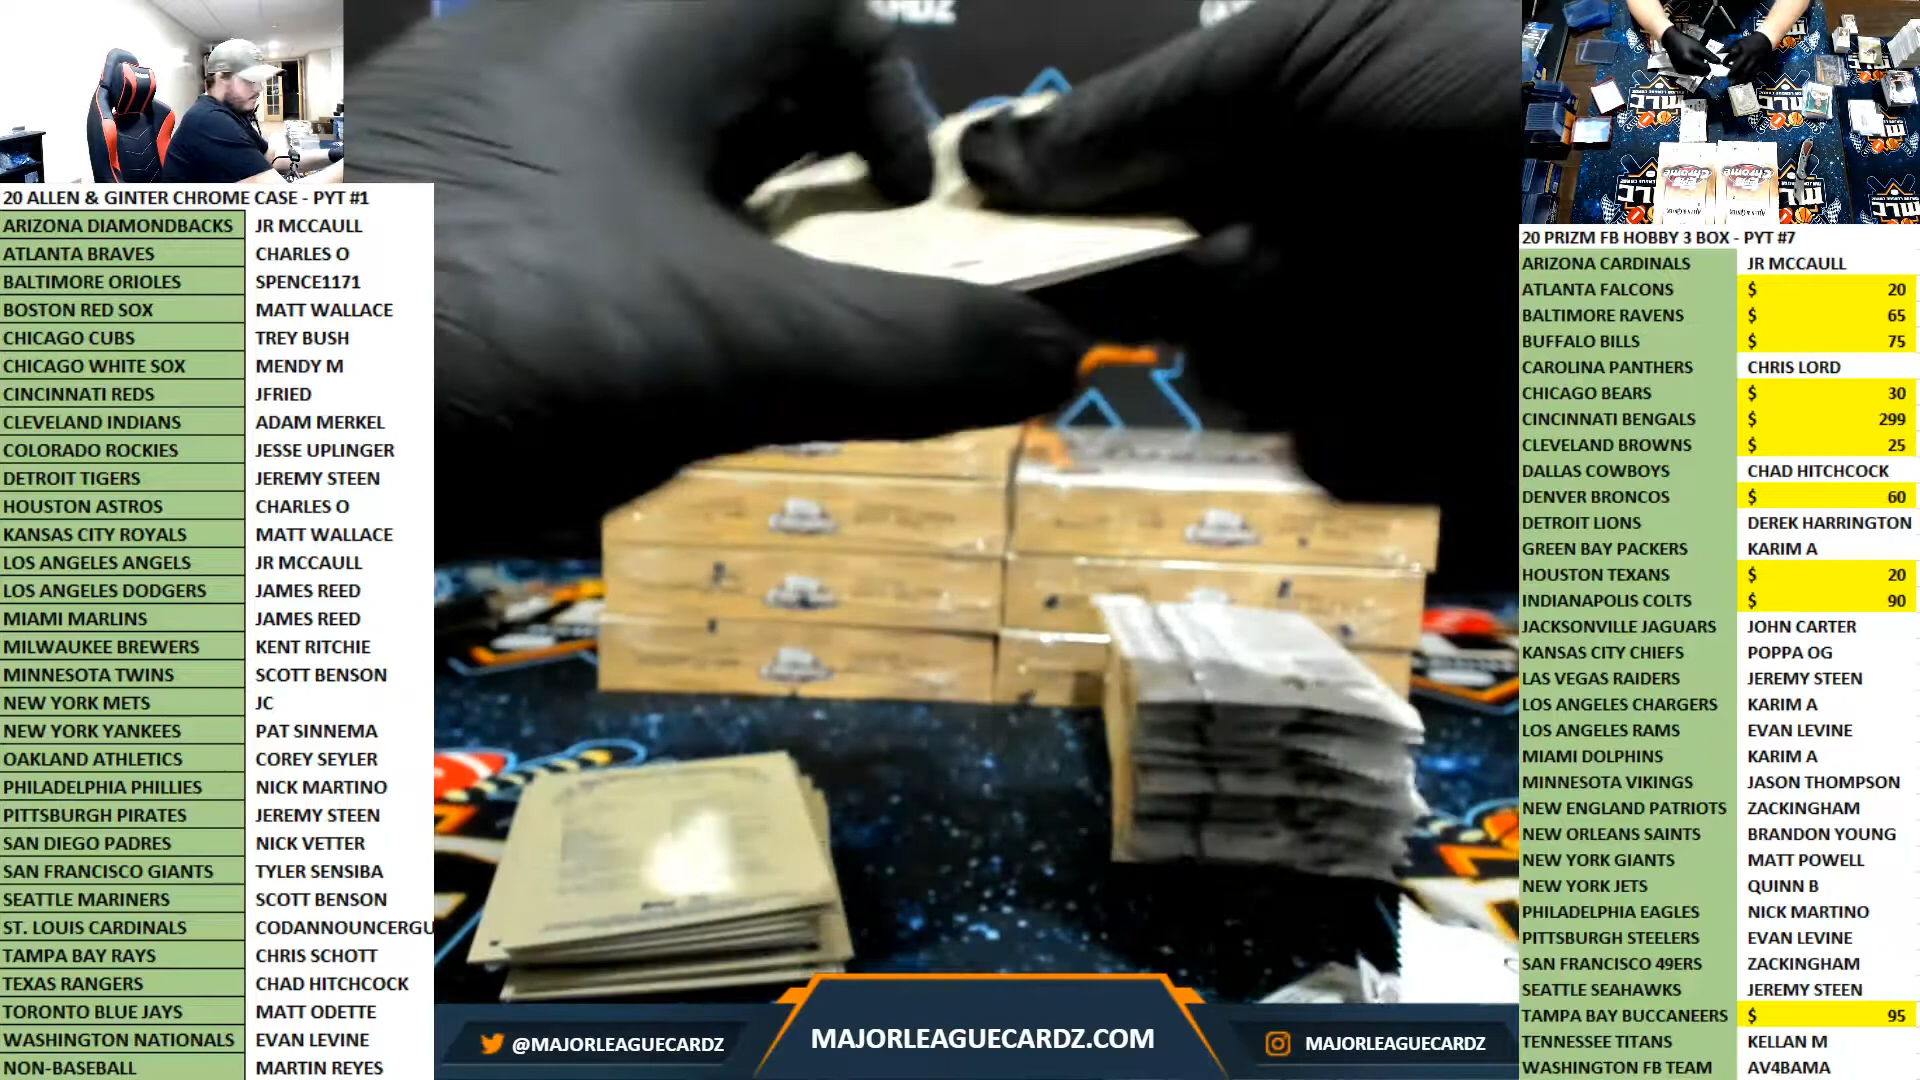 20 ALLEN & GINTER CHROME CASE - PYT #1
ARIZONA DIAMONDBACKS JR MCCAULL
ATLANTA BRAVES CHARLES O
BALTIMORE ORIOLES SPENCE1171
BOSTON RED SOX MATT WALLACE
CHICAGO CUBS TREY BUSH
CHICAGO WHITE SOX MENDY M
CINCINNATI REDS JFRIED
CLEVELAND INDIANS ADAM MERKEL
COLORADO ROCKIES JESSE UPLINGER
DETROIT TIGERS JEREMY STEEN
HOUSTON ASTROS CHARLES O
KANSAS CITY ROYALS MATT WALLACE
LOS ANGELES ANGELS JR MCCAULL
LOS ANGELES DODGERS JAMES REED
MIAMI MARLINS JAMES REED
MILWAUKEE BREWERS KENT RITCHIE
MINNESOTA TWINS SCOTT BENSON
NEW YORK METS JC
NEW YORK YANKEES PAT SINNEMA
OAKLAND ATHLETICS COREY SEYLER
PHILADELPHIA PHILLIES NICK MARTINO
PITTSBURGH PIRATES JEREMY STEEN
SAN DIEGO PADRES NICK VETTER
SAN FRANCISCO GIANTS TYLER SENSIBA
SEATTLE MARINERS SCOTT BENSON
ST. LOUIS CARDINALS CODANNOUNCERGU
TAMPA BAY RAYS CHRIS SCHOTT
TEXAS RANGERS CHAD HITCHCOCK
TORONTO BLUE JAYS MATT ODETTE
WASHINGTON NATIONALS EVAN LEVINE
NON-BASEBALL MARTIN REYES
@MAJORLEAGUECARDZ
MAJORLEAGUECARDZ.COM
MAJORLEAGUECARDZ
20 PRIZM FB HOBBY 3 BOX - PYT #7
ARIZONA CARDINALS JR MCCAULL
ATLANTA FALCONS $ 20
BALTIMORE RAVENS $ 65
BUFFALO BILLS $ 75
CAROLINA PANTHERS CHRIS LORD
CHICAGO BEARS $ 30
CINCINNATI BENGALS $ 299
CLEVELAND BROWNS $ 25
DALLAS COWBOYS CHAD HITCHCOCK
DENVER BRONCOS $ 60
DETROIT LIONS DEREK HARRINGTON
GREEN BAY PACKERS KARIM A
HOUSTON TEXANS $ 20
INDIANAPOLIS COLTS $ 90
JACKSONVILLE JAGUARS JOHN CARTER
KANSAS CITY CHIEFS POPPA OG
LAS VEGAS RAIDERS JEREMY STEEN
LOS ANGELES CHARGERS KARIM A
LOS ANGELES RAMS EVAN LEVINE
MIAMI DOLPHINS KARIM A
MINNESOTA VIKINGS JASON THOMPSON
NEW ENGLAND PATRIOTS ZACKINGHAM
NEW ORLEANS SAINTS BRANDON YOUNG
NEW YORK GIANTS MATT POWELL
NEW YORK JETS QUINN B
PHILADELPHIA EAGLES NICK MARTINO
PITTSBURGH STEELERS EVAN LEVINE
SAN FRANCISCO 49ERS ZACKINGHAM
SEATTLE SEAHAWKS JEREMY STEEN
TAMPA BAY BUCCANEERS $ 95
TENNESSEE TITANS KELLAN M
WASHINGTON FB TEAM AV4BAMA